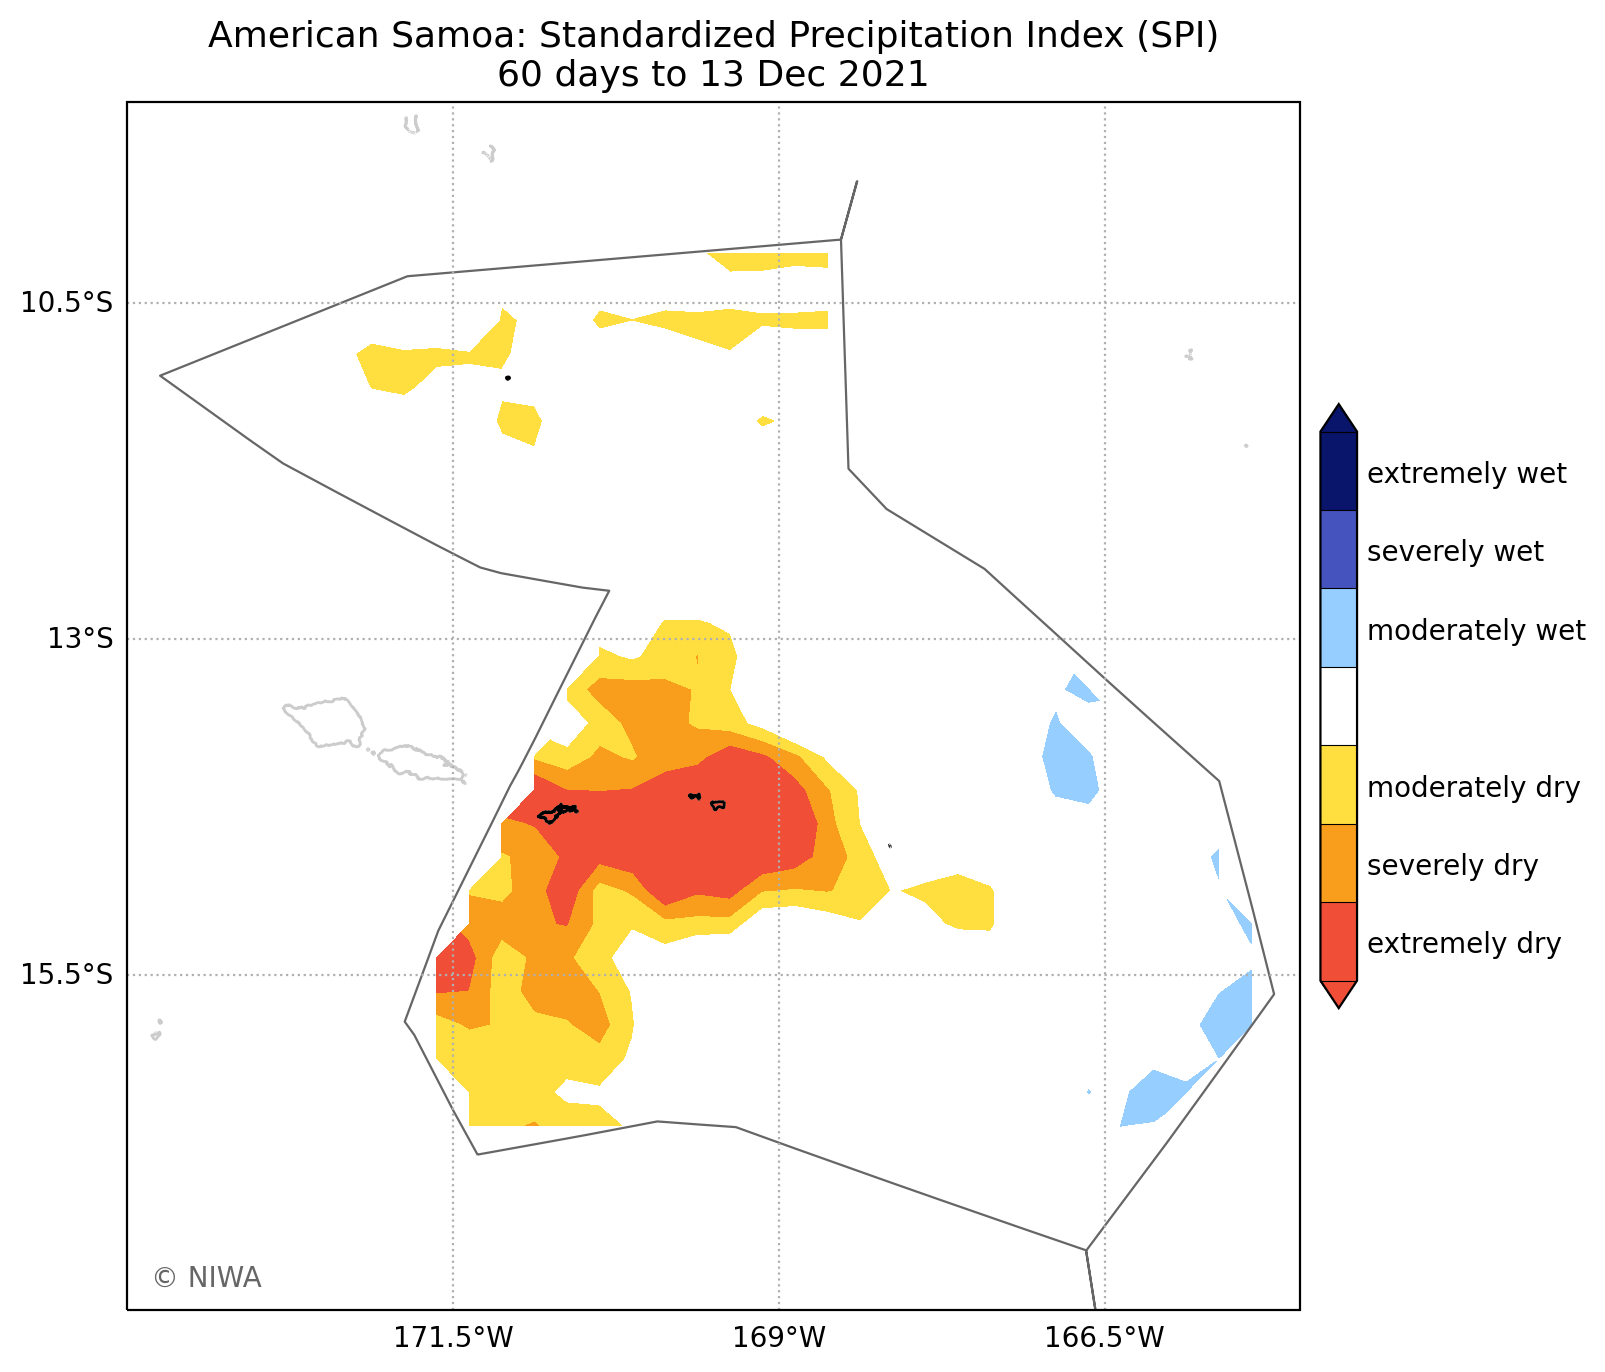 American Samoa: Standardized Precipitation Index (SPI)
60 days to 13 Dec 2021
10.5°S
13°S
15.5°S
171.5°W
169°W
166.5°W
extremely wet
severely wet
moderately wet
moderately dry
severely dry
extremely dry
© NIWA